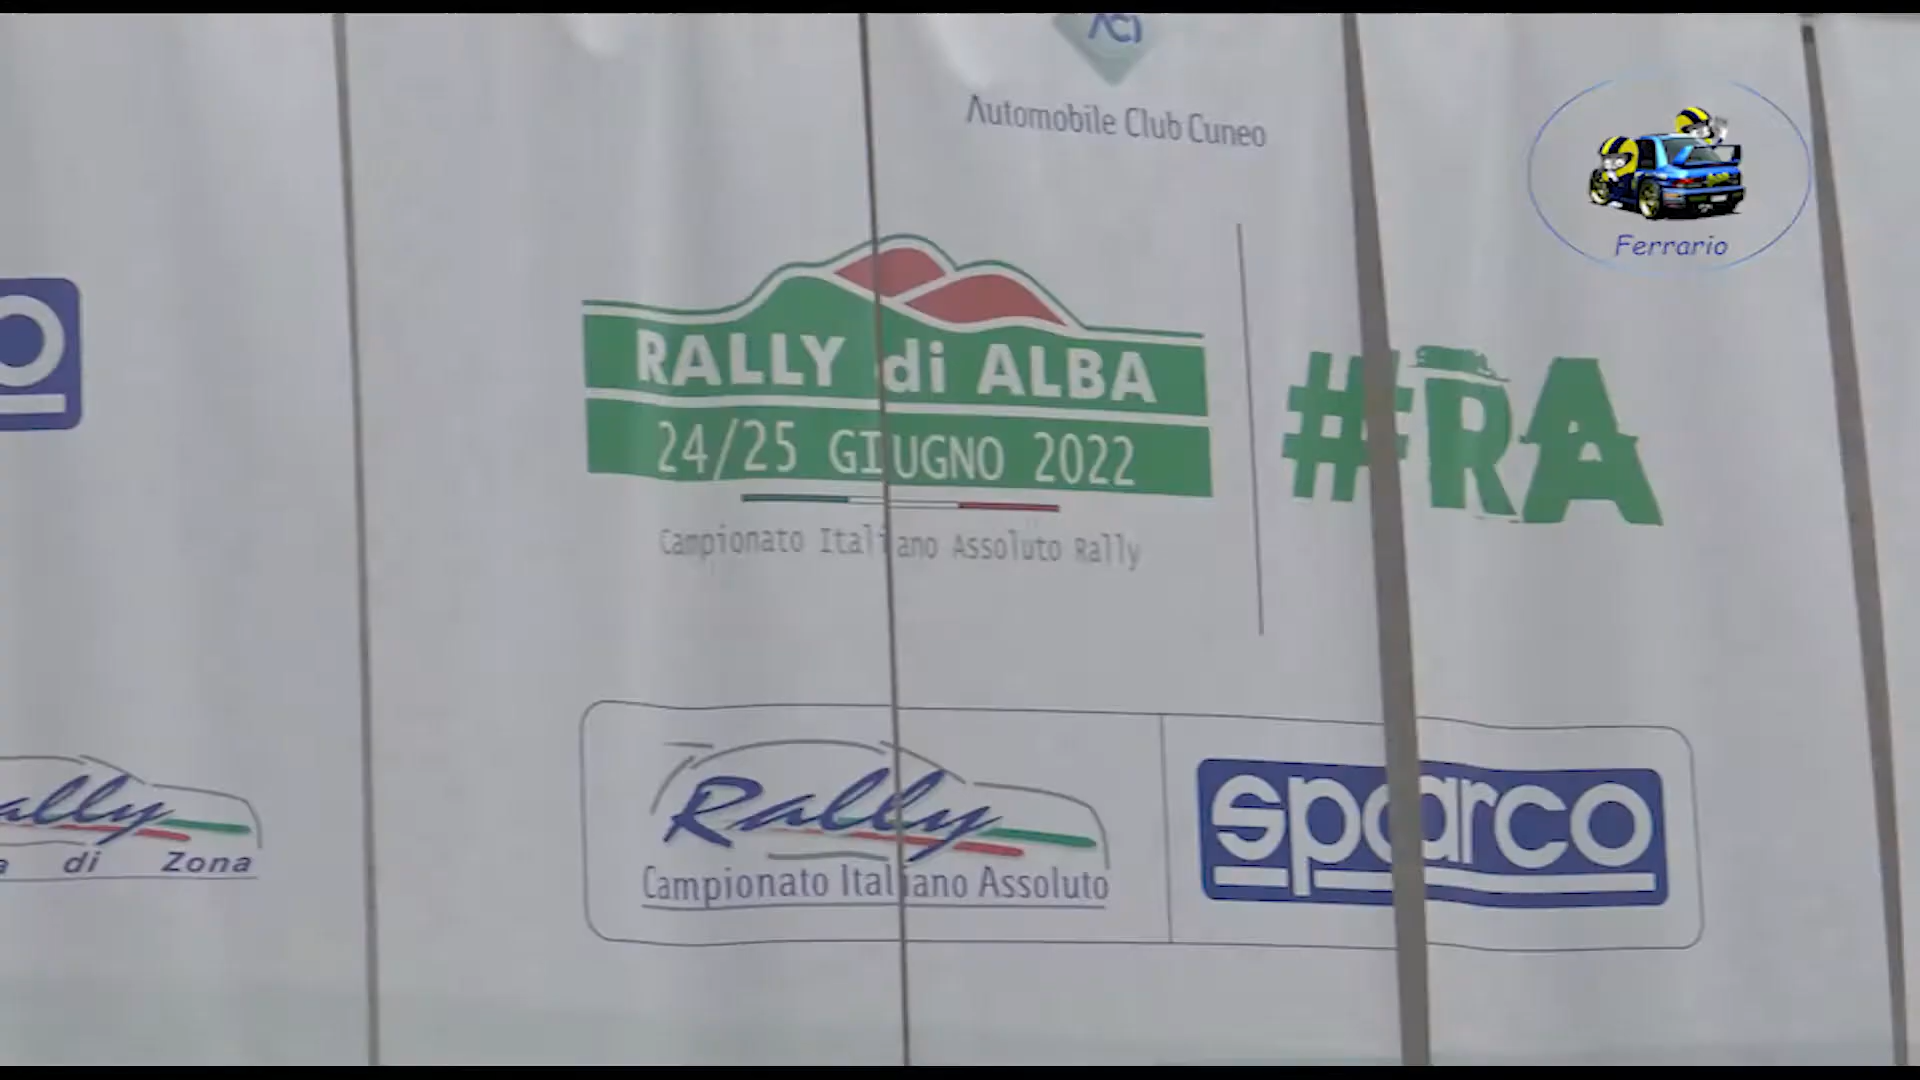 ACI
Automobile Club Cuneo
Ferrario
RALLY di ALBA
24/25 GIUGNO 2022
Campionato Italiano Assoluto Rally
#RA
Rally
Campionato Italiano Assoluto
sparco
di Zona